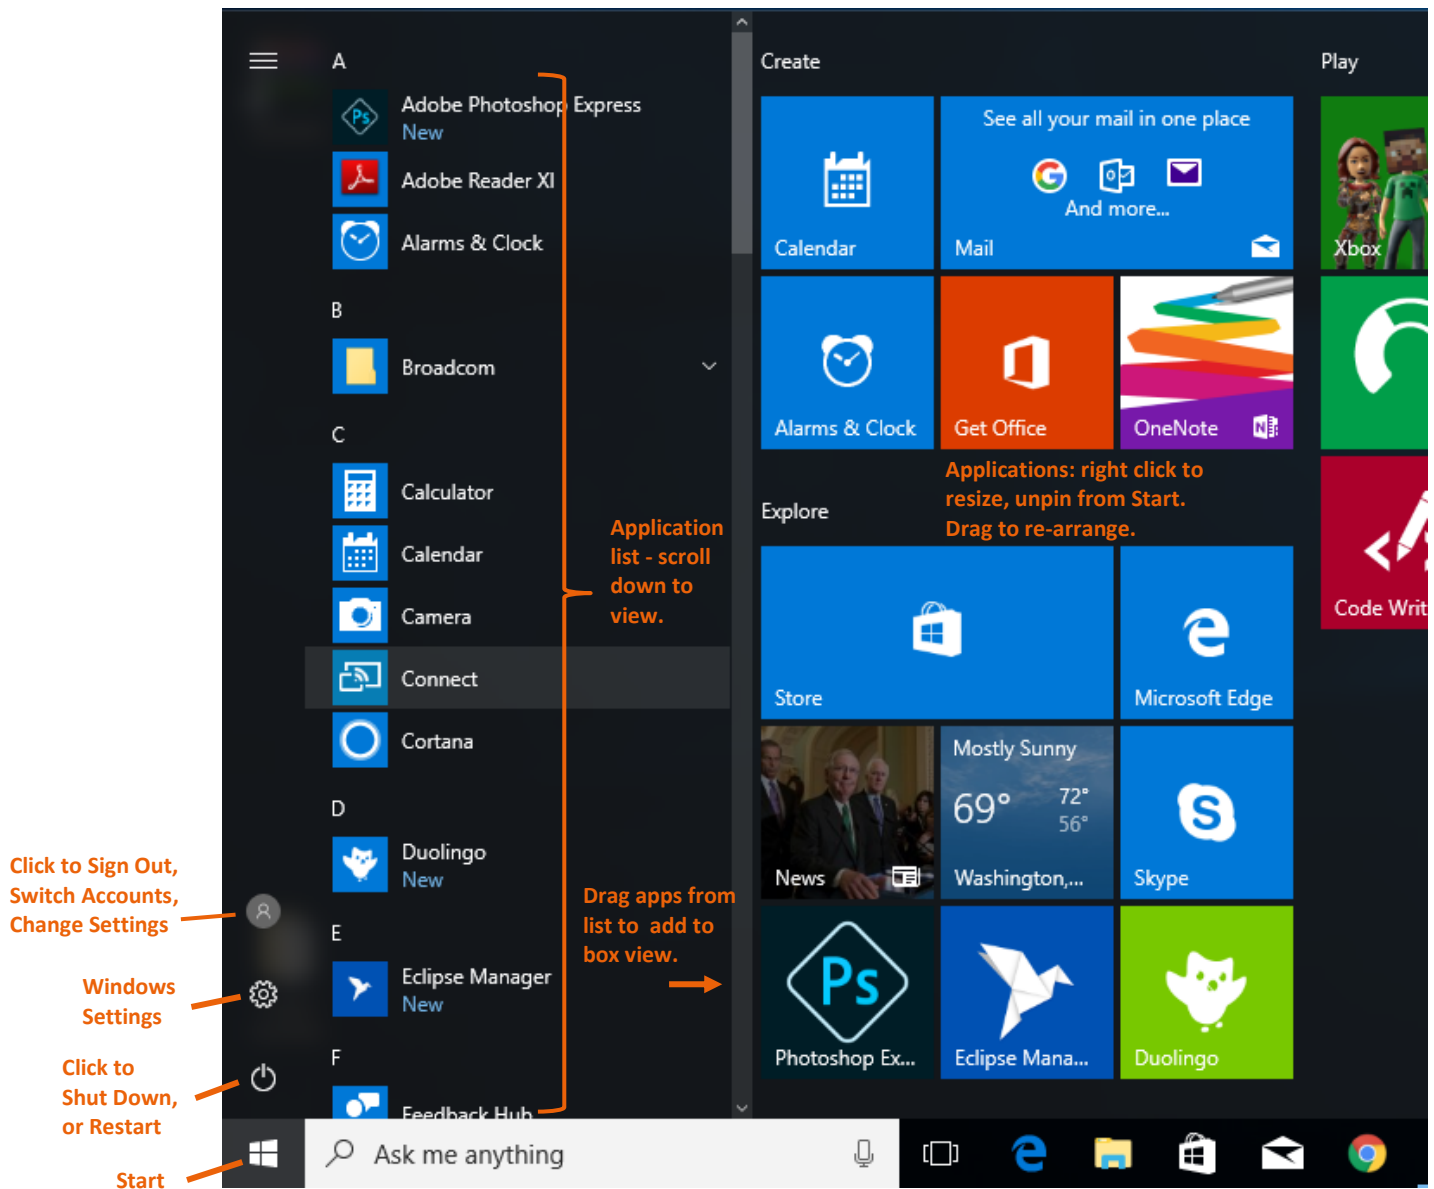 A
Adobe Photoshop Express
New
Adobe Reader XI
Alarms & Clock
B
Broadcom
C
Calculator
Calendar
Camera
Connect
Cortana
D
Duolingo
New
E
Eclipse Manager
New
F
Feedback Hub
Application
list - scroll
down to
view.
Drag apps from
list to add to
box view.
Create
Calendar
See all your mail in one place
And more...
Mail
Alarms & Clock
Get Office
OneNote
N
Applications: right click to
resize, unpin from Start.
Drag to re-arrange.
Explore
Store
Microsoft Edge
News
Mostly Sunny
69°
72°
56°
Washington,...
Skype
Ps
Photoshop Ex...
Eclipse Mana...
Duolingo
Play
Xbox
Code Writ
Click to Sign Out,
Switch Accounts,
Change Settings
Windows
Settings
Click to
Shut Down,
or Restart
Start
Ask me anything